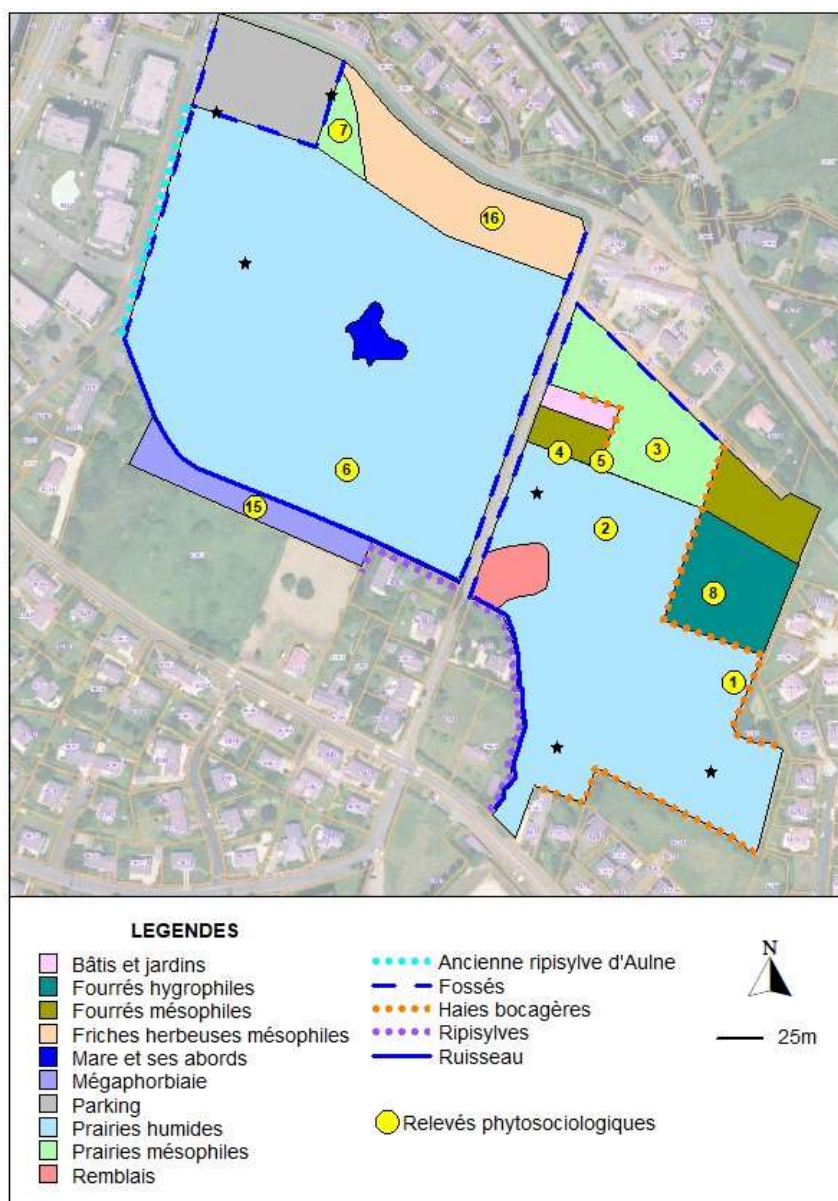 7
16
6
15
4
5
3
2
8
1
LEGENDES
Bâtis et jardins
Fourrés hygrophiles
Fourrés mésophiles
Friches herbeuses mésophiles
Mare et ses abords
Mégaphorbiaie
Parking
Prairies humides
Prairies mésophiles
Remblais
Ancienne ripisylve d'Aulne
Fossés
Haies bocagères
Ripisylves
Ruisseau
Relevés phytosociologiques
N
25m